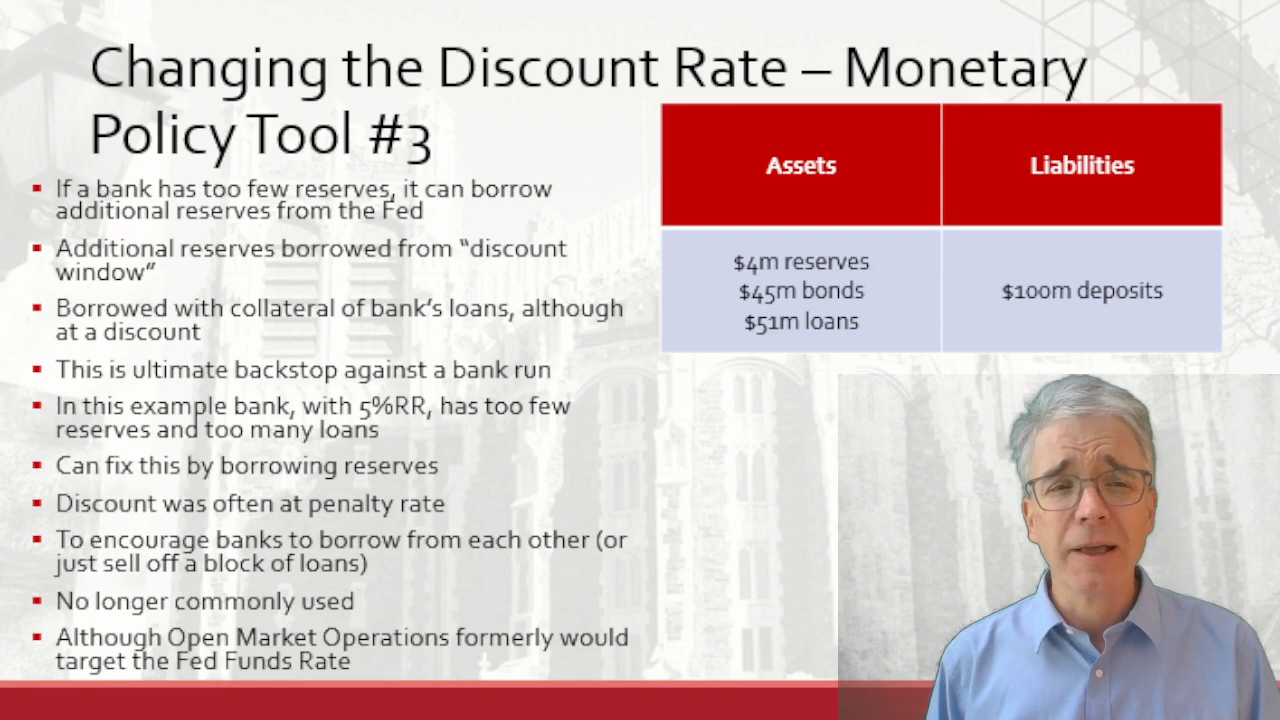 Changing the Discount Rate – Monetary
Policy Tool #3
If a bank has too few reserves, it can borrow
additional reserves from the Fed
Additional reserves borrowed from “discount
window”
Borrowed with collateral of bank’s loans, although
at a discount
This is ultimate backstop against a bank run
In this example bank, with 5%RR, has too few
reserves and too many loans
Can fix this by borrowing reserves
Discount was often at penalty rate
To encourage banks to borrow from each other (or
just sell off a block of loans)
No longer commonly used
Although Open Market Operations formerly would
target the Fed Funds Rate
Assets
Liabilities
$4m reserves
$45m bonds
$51m loans
$100m deposits